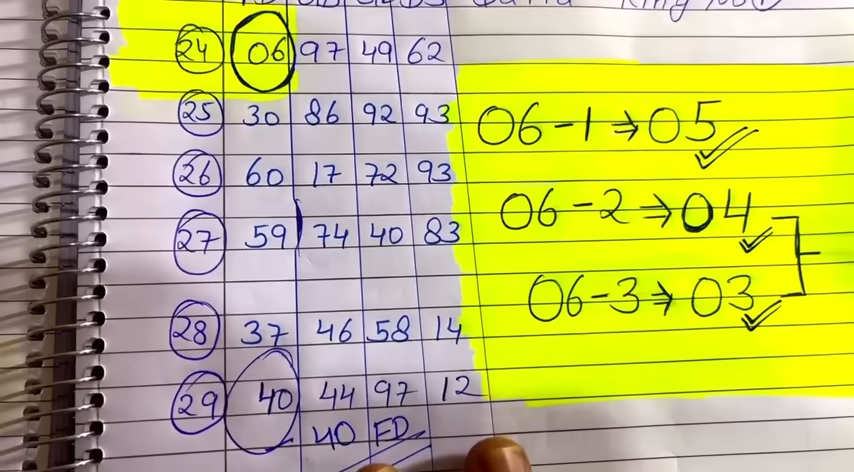 24 06 97 49 62
25 30 86 92 93
26 60 17 72 93
27 59 74 40 83
28 37 46 58 14
29 40 44 97 12
40 FD
06-1⇒05
06-2⇒04
06-3⇒03